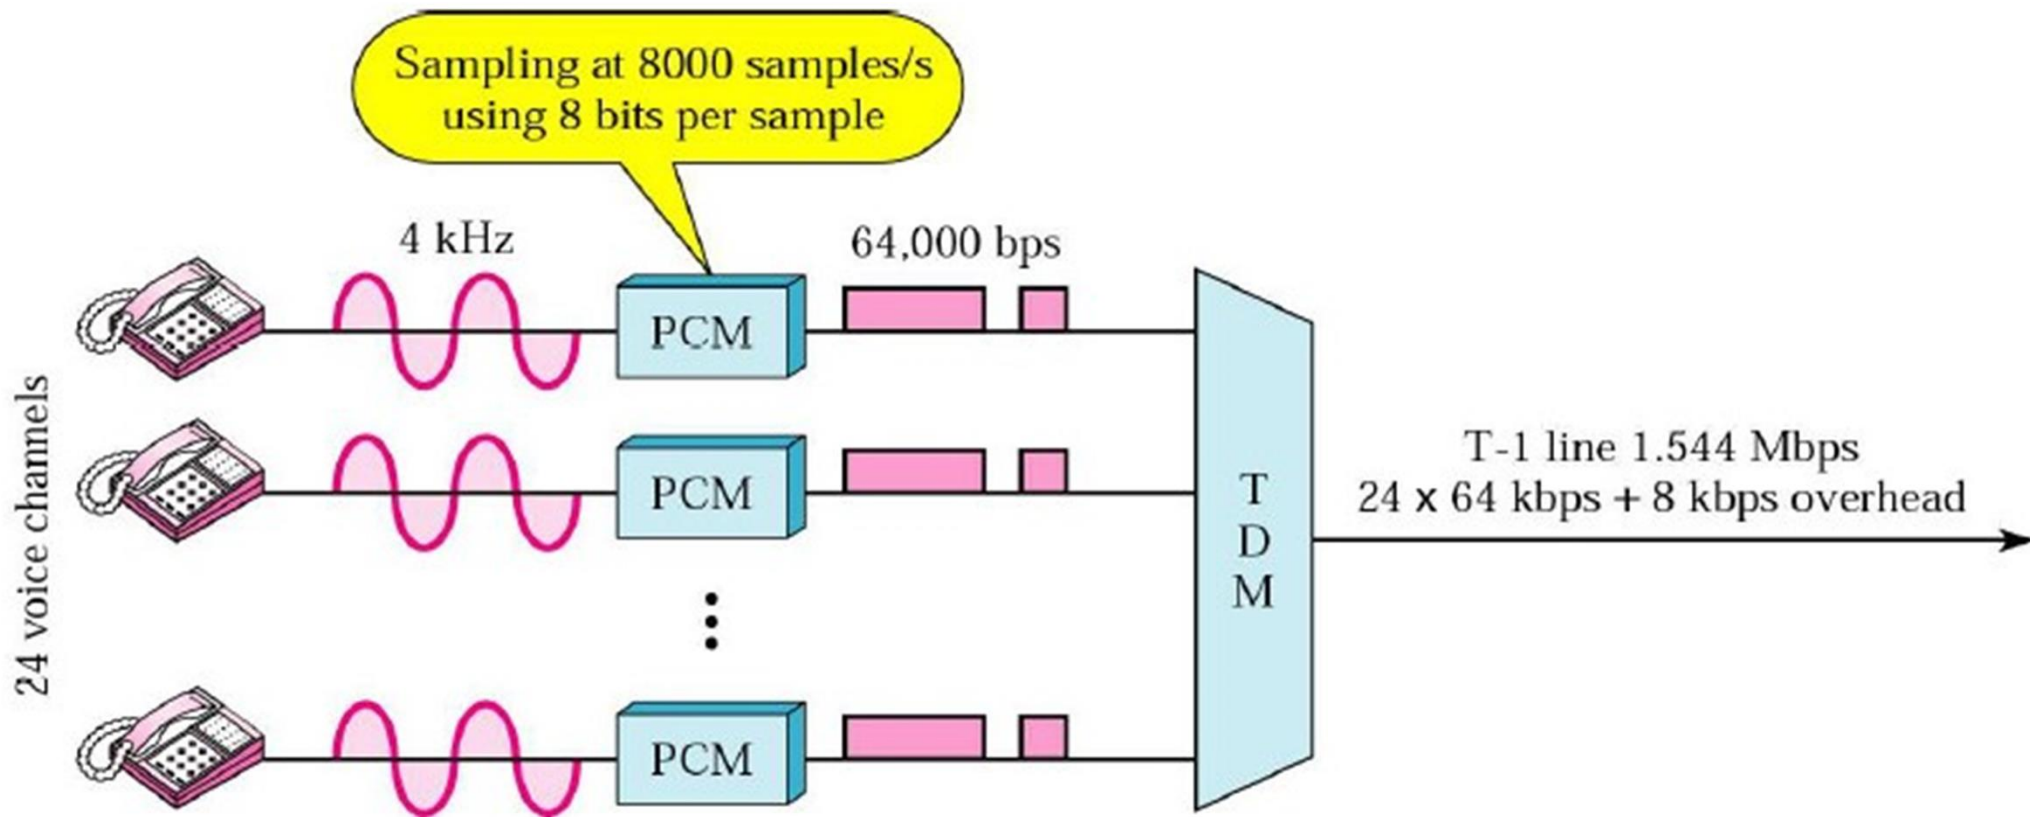 Sampling at 8000 samples/s
using 8 bits per sample
4 kHz
64,000 bps
PCM
24 voice channels
PCM
T
D
M
T-1 line 1.544 Mbps
24 x 64 kbps + 8 kbps overhead
PCM